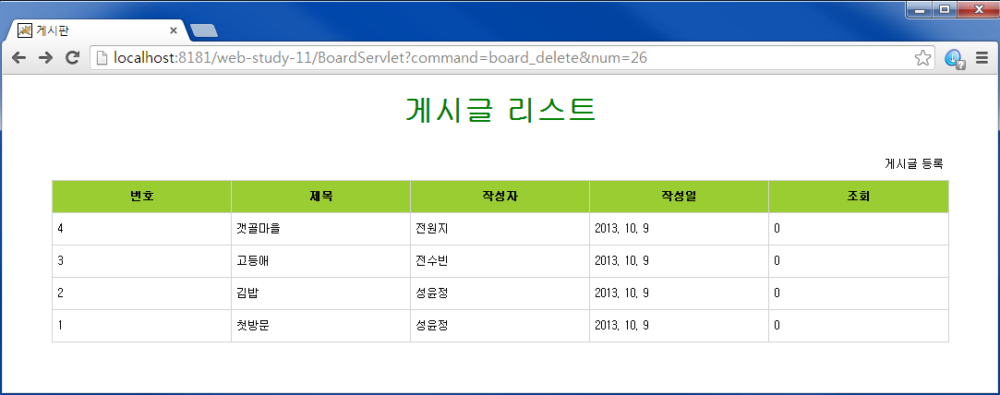 게시판
localhost:8181/web-study-11/BoardServlet?command=board_delete&num=26
게시글 리스트
게시글 등록
번호 제목 작성자 작성일 조회
4 갯골마을 전원지 2013. 10. 9 0
3 고등애 전수빈 2013. 10. 9 0
2 김밥 성윤정 2013. 10. 9 0
1 첫방문 성윤정 2013. 10. 9 0